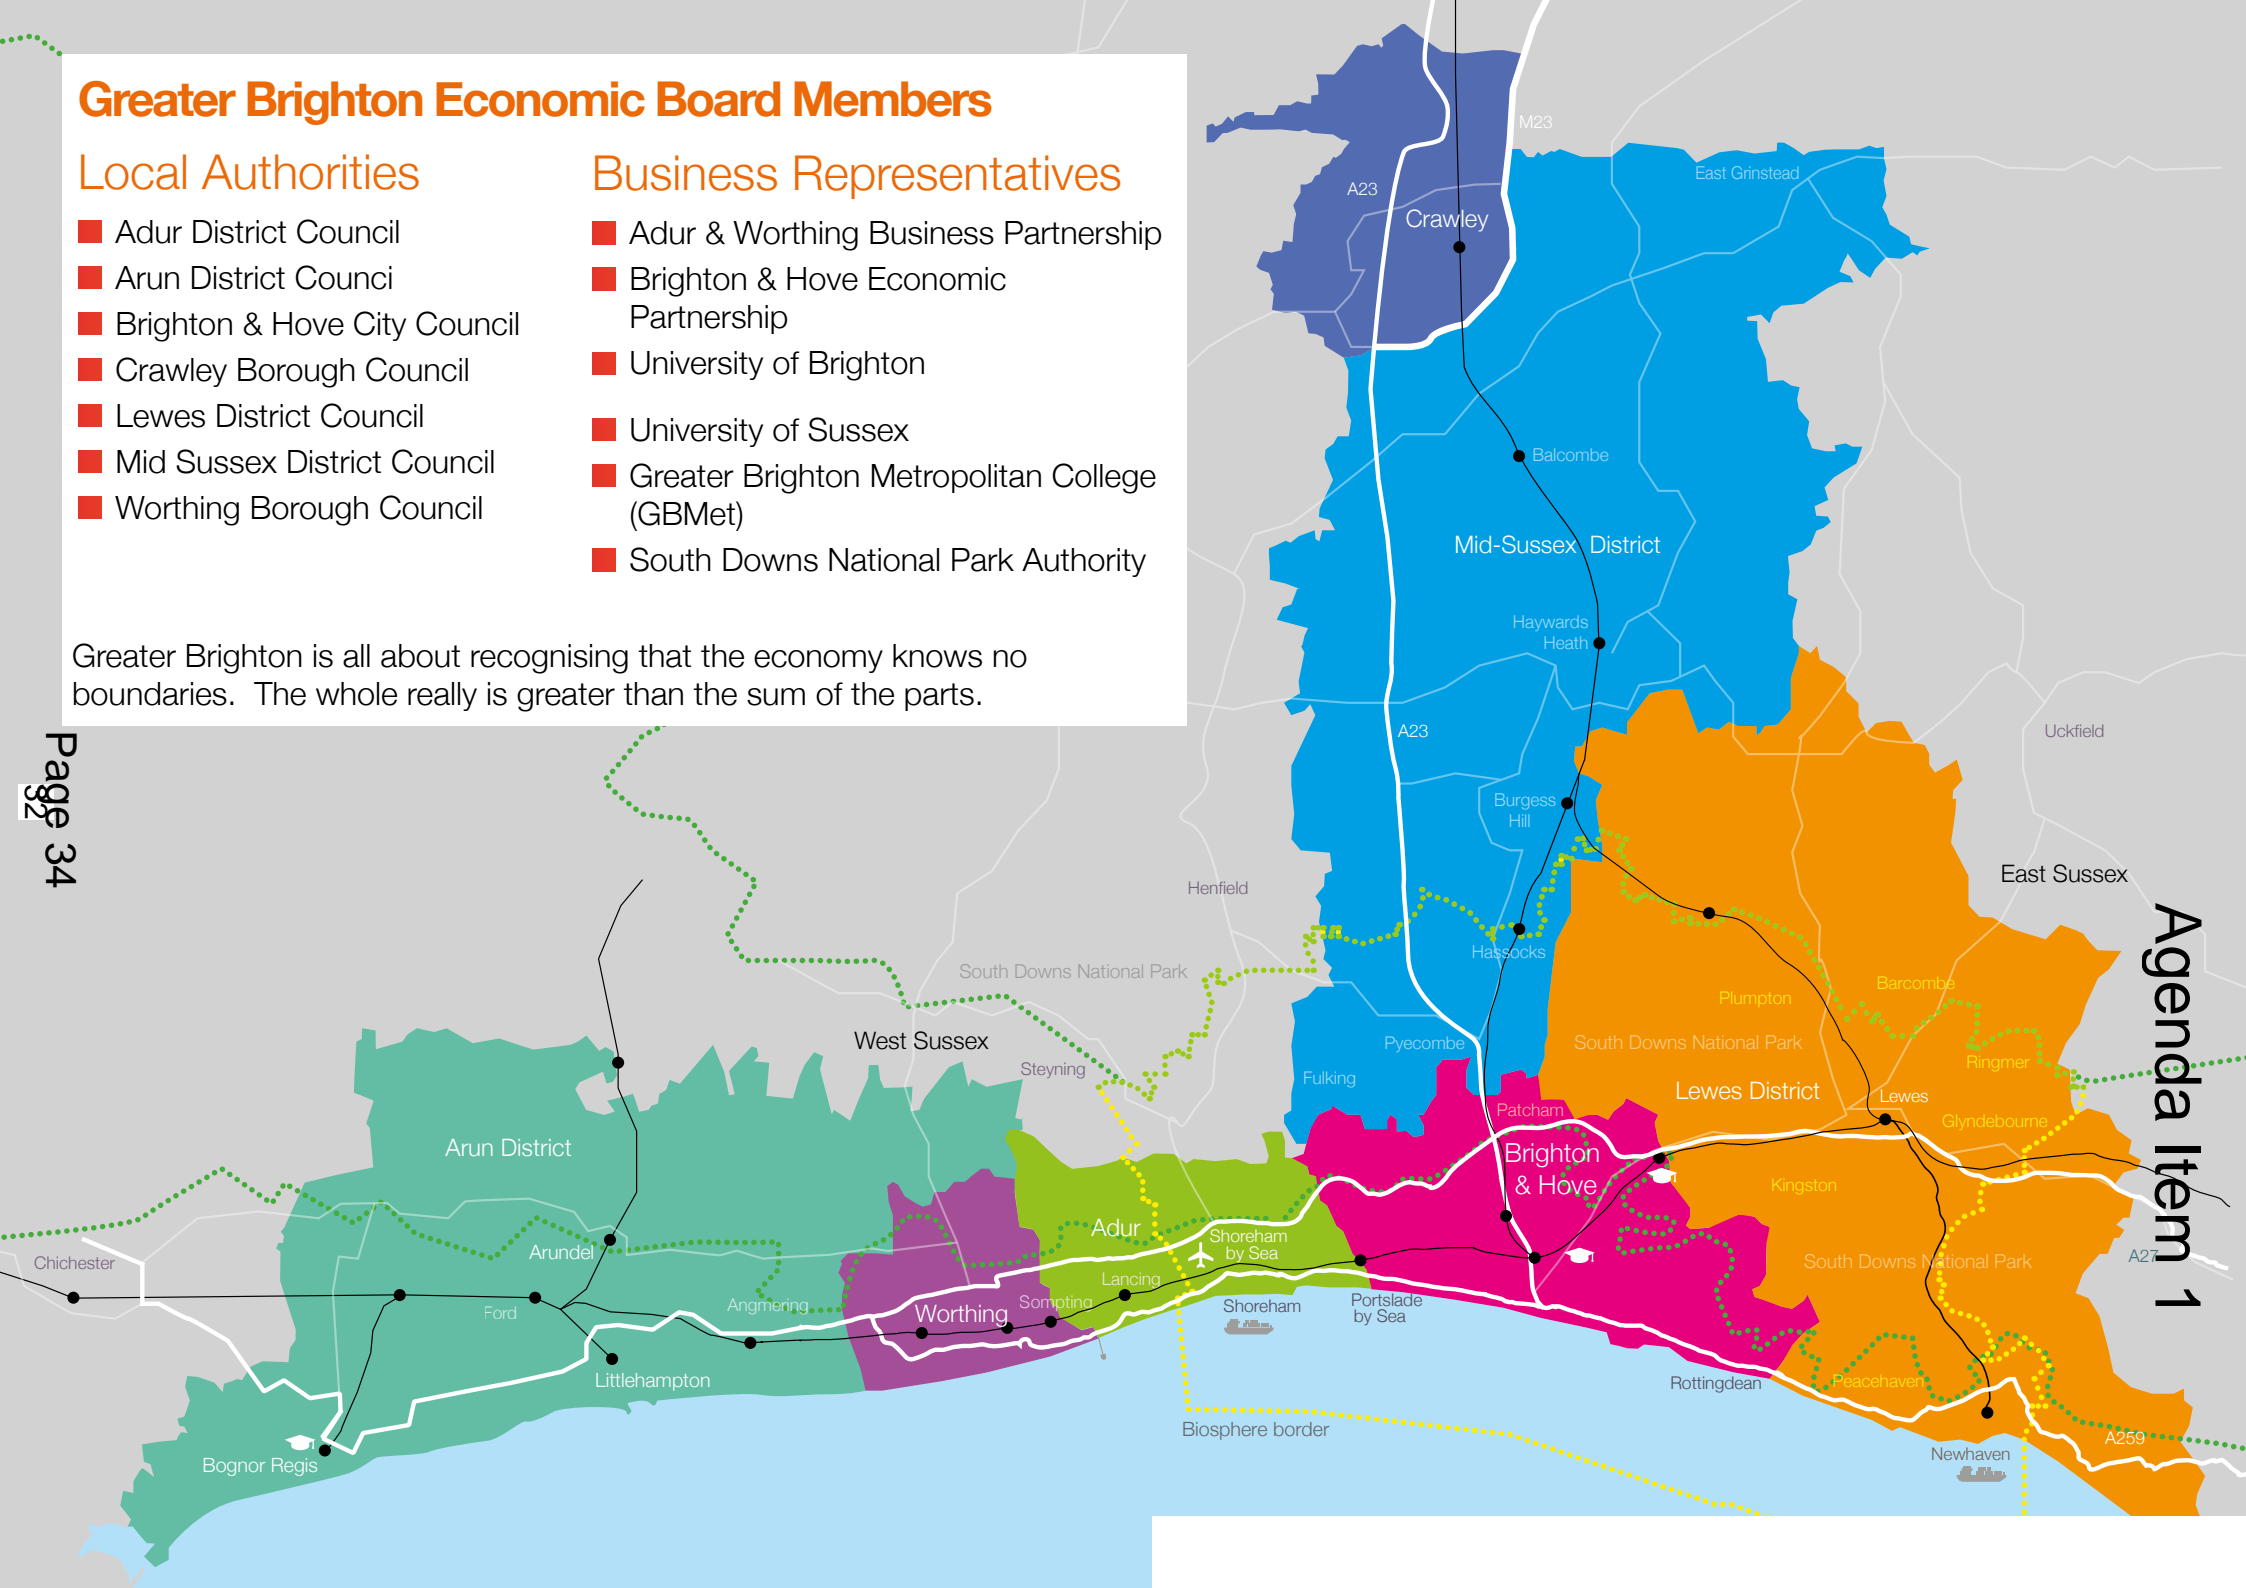 Greater Brighton Economic Board Members
Local Authorities
Adur District Council
Arun District Counci
Brighton & Hove City Council
Crawley Borough Council
Lewes District Council
Mid Sussex District Council
Worthing Borough Council
Business Representatives
Adur & Worthing Business Partnership
Brighton & Hove Economic
Partnership
University of Brighton
University of Sussex
Greater Brighton Metropolitan College
(GBMet)
South Downs National Park Authority
Greater Brighton is all about recognising that the economy knows no
boundaries. The whole really is greater than the sum of the parts.
Page 34
32
Agenda Item 1
M23
A23
Crawley
East Grinstead
Balcombe
Mid-Sussex District
Haywards
Heath
A23
Uckfield
Burgess
Hill
East Sussex
Henfield
Hassocks
South Downs National Park
Barcombe
Plumpton
West Sussex
Pyecombe
South Downs National Park
Steyning
Fulking
Ringmer
Lewes District
Lewes
Patcham
Glyndebourne
Arun District
Brighton
& Hove
Kingston
Adur
Shoreham
by Sea
Arundel
Chichester
A27
South Downs National Park
Lancing
Ford
Angmering
Worthing
Sompting
Shoreham
Portslade
by Sea
Littlehampton
Rottingdean
Peacehaven
Biosphere border
A259
Newhaven
Bognor Regis